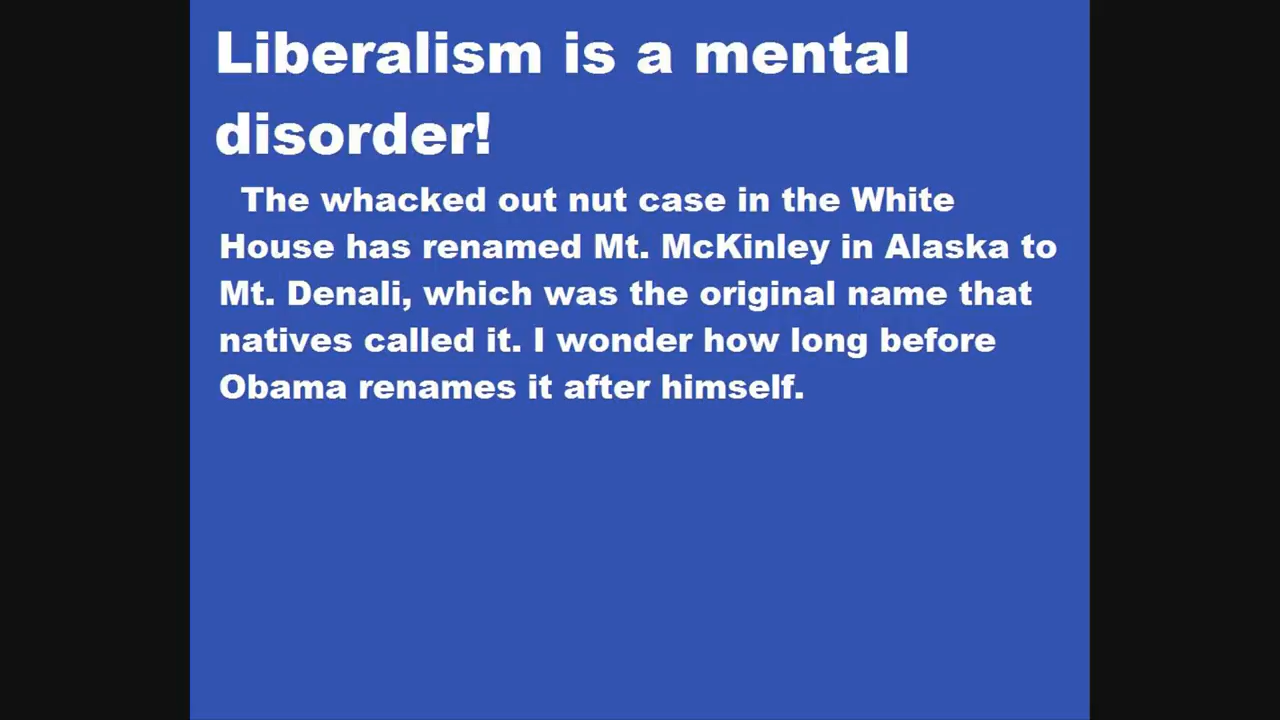 Liberalism is a mental
disorder!
The whacked out nut case in the White
House has renamed Mt. McKinley in Alaska to
Mt. Denali, which was the original name that
natives called it. I wonder how long before
Obama renames it after himself.